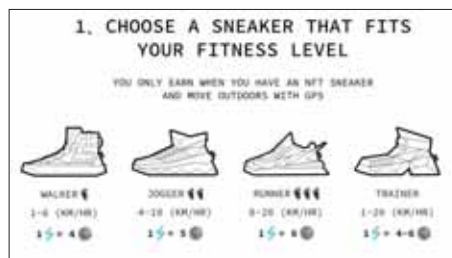 1. CHOOSE A SNEAKER THAT FITS
YOUR FITNESS LEVEL
YOU ONLY EARN WHEN YOU HAVE AN NFT SNEAKER
AND MOVE OUTDOORS WITH GPS
WALKER JOGGER RUNNER TRAINER
1-6 (KM/HR) 4-10 (KM/HR) 8-20 (KM/HR) 1-20 (KM/HR)
1 = 4 1 = 5 1 = 6 1 = 4-6